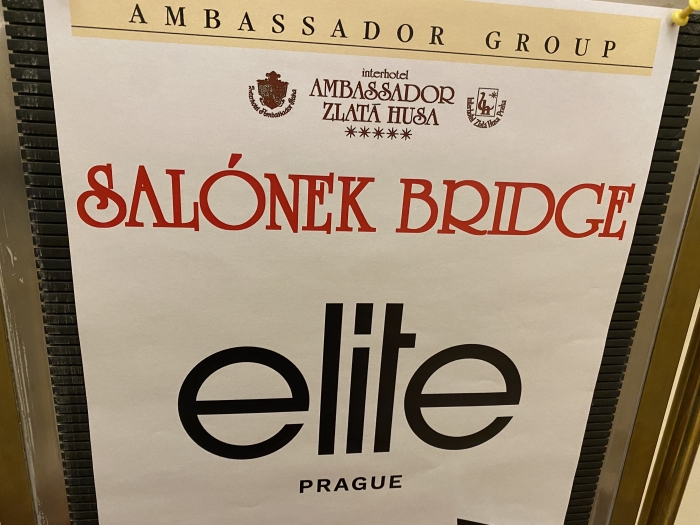 AMBASSADOR GROUP
interhotel
AMBASSADOR
ZLATÁ HUSA
*****
SALÓNEK BRIDGE
elite
PRAGUE